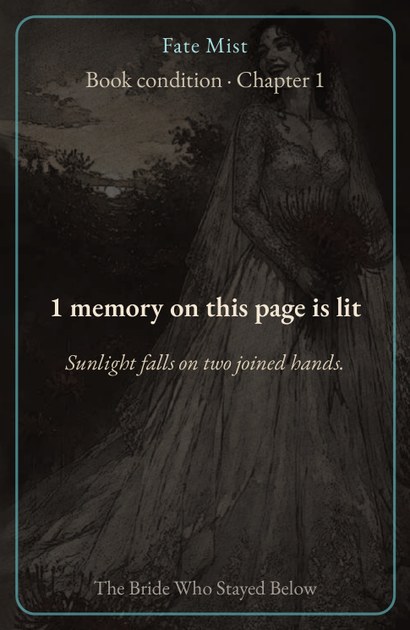 Fate Mist
Book condition · Chapter 1
1 memory on this page is lit
Sunlight falls on two joined hands.
The Bride Who Stayed Below